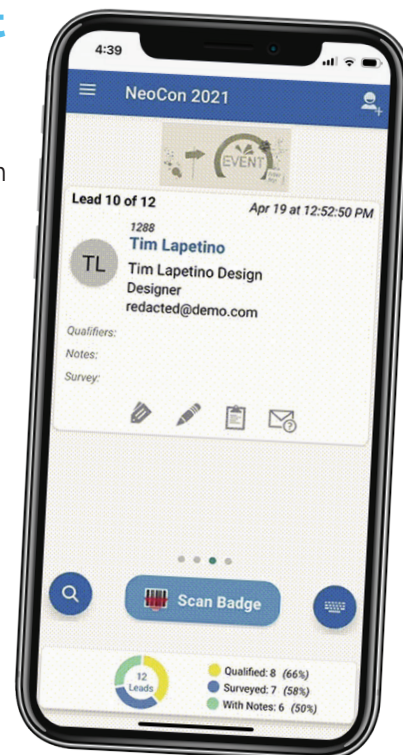 t
n
4:39
NeoCon 2021
EVENT
Lead 10 of 12
Apr 19 at 12:52:50 PM
1288
TL
Tim Lapetino
Tim Lapetino Design
Designer
redacted@demo.com
Qualifiers:
Notes:
Survey:
?
Scan Badge
12
Leads
Qualified: 8 (66%)
Surveyed: 7 (58%)
With Notes: 6 (50%)